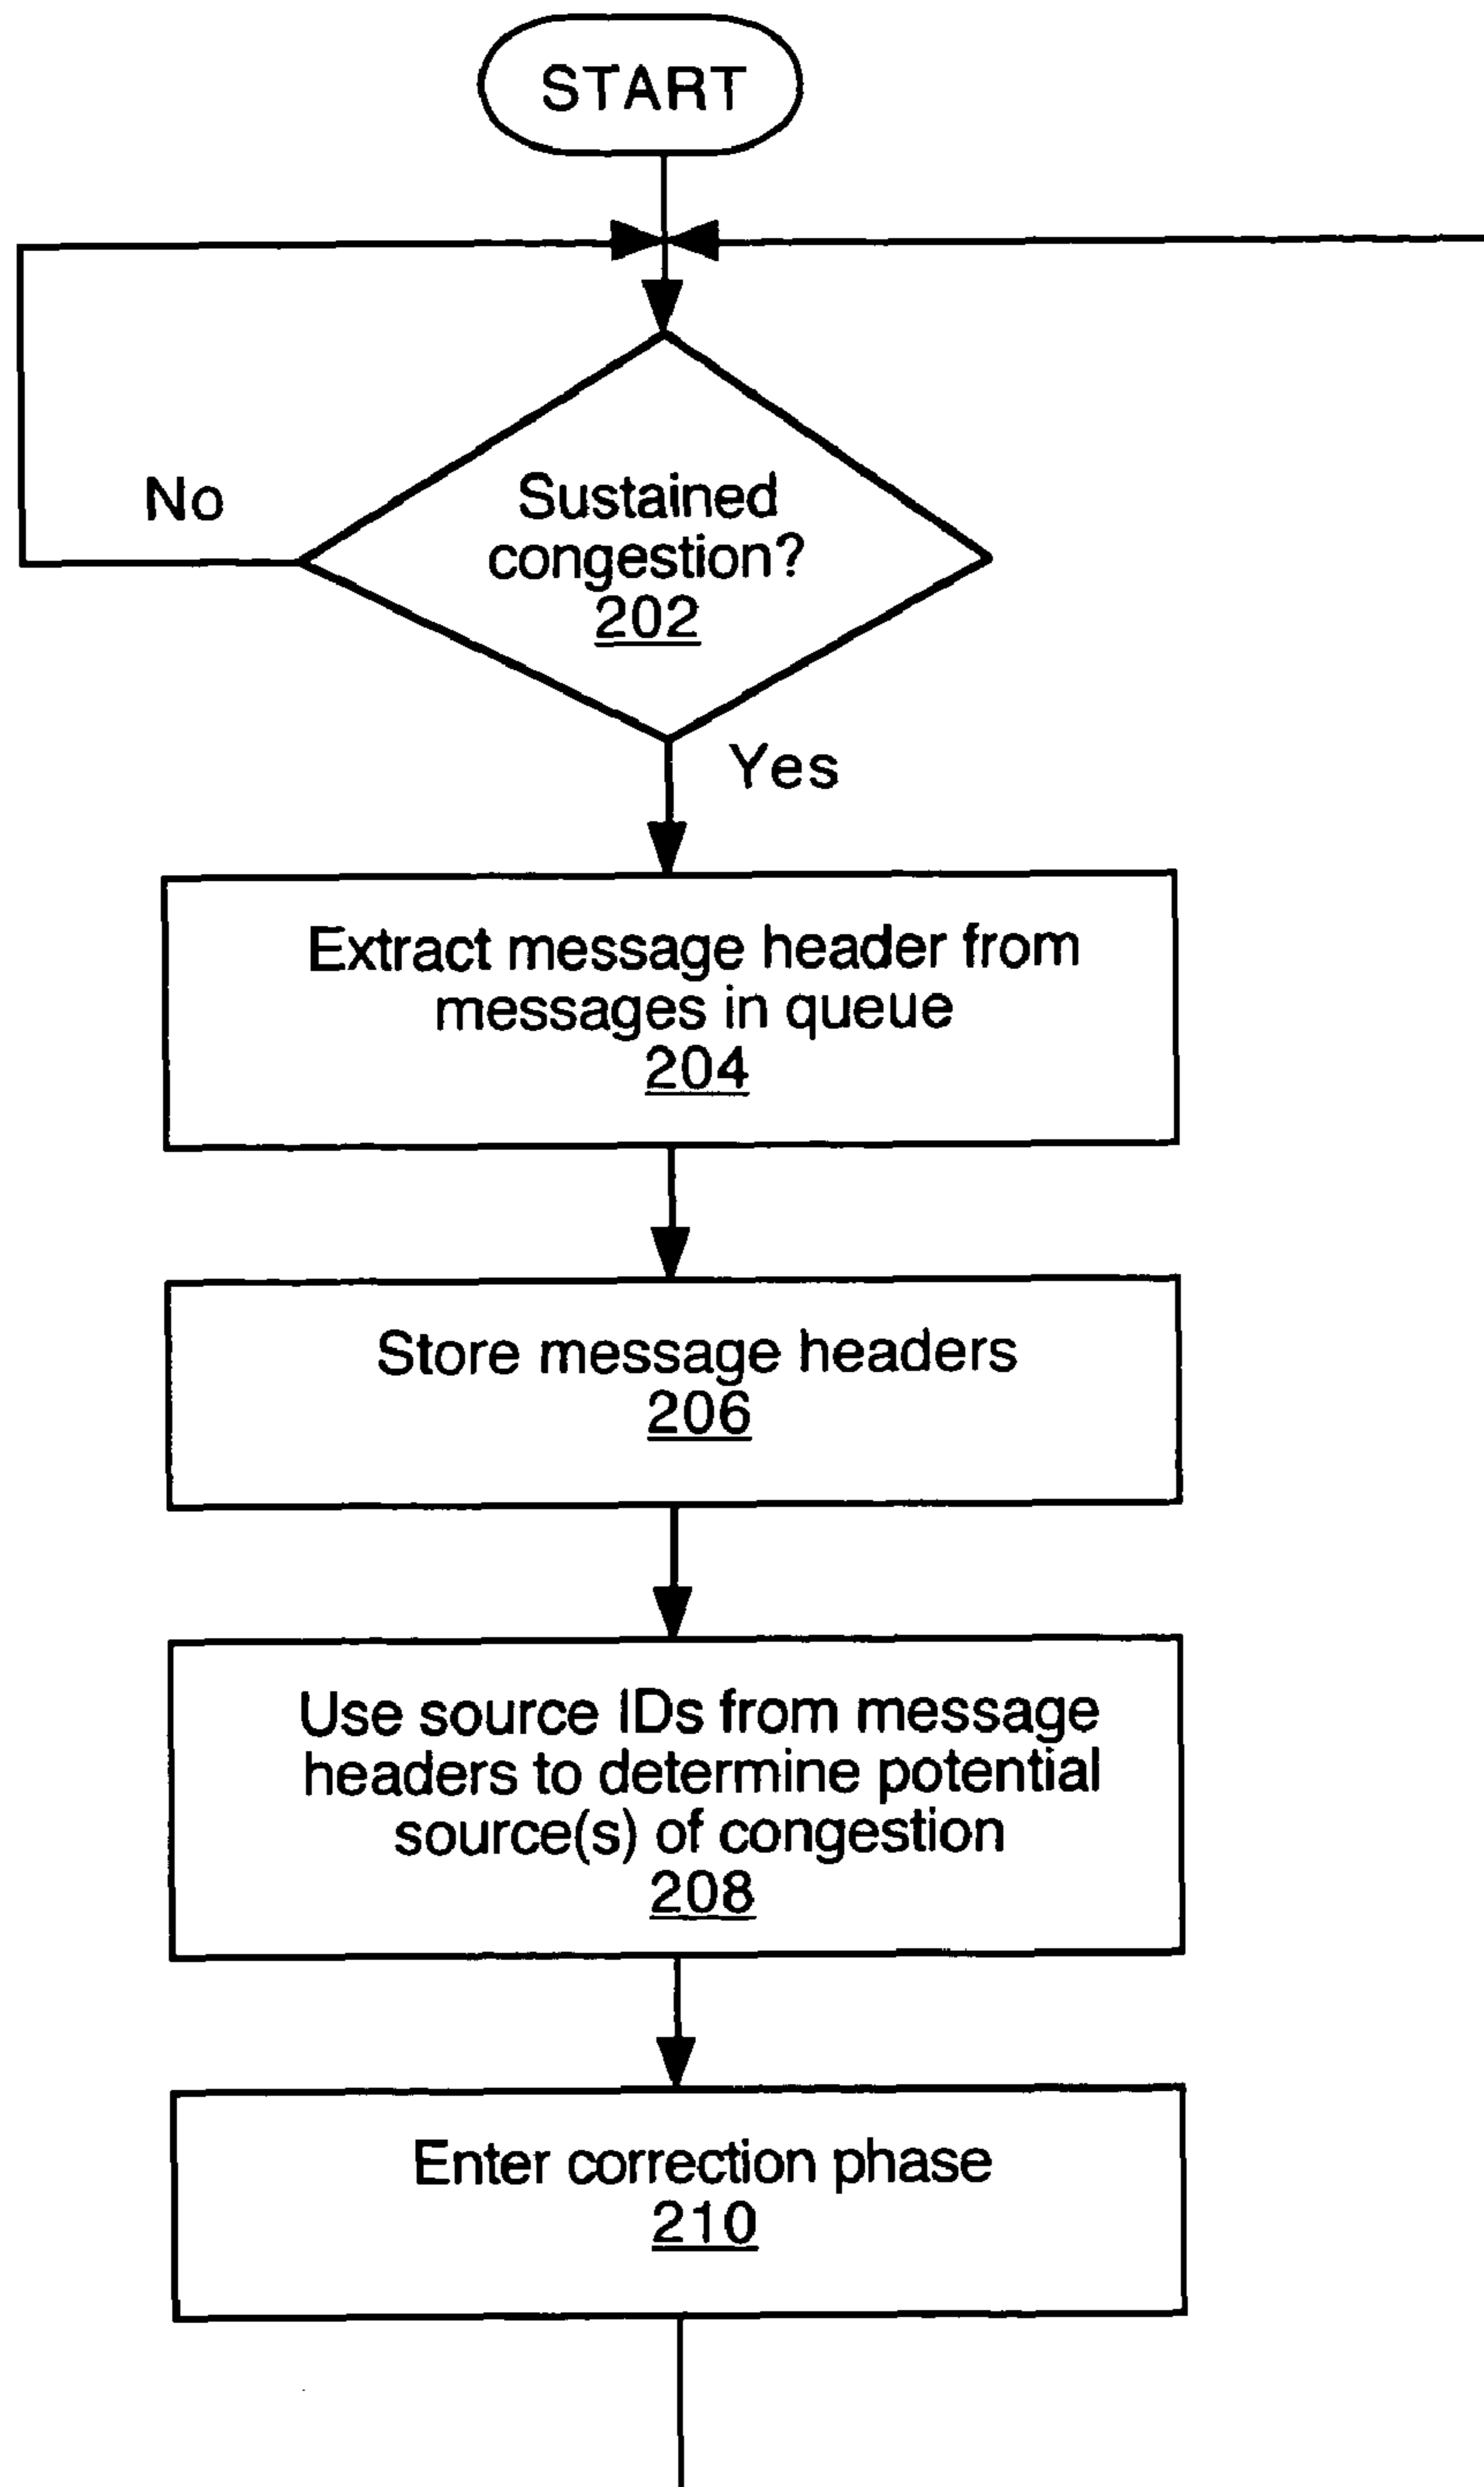 START
No
Sustained
congestion?
202
Yes
Extract message header from
messages in queue
204
Store message headers
206
Use source IDs from message
headers to determine potential
source(s) of congestion
208
Enter correction phase
210